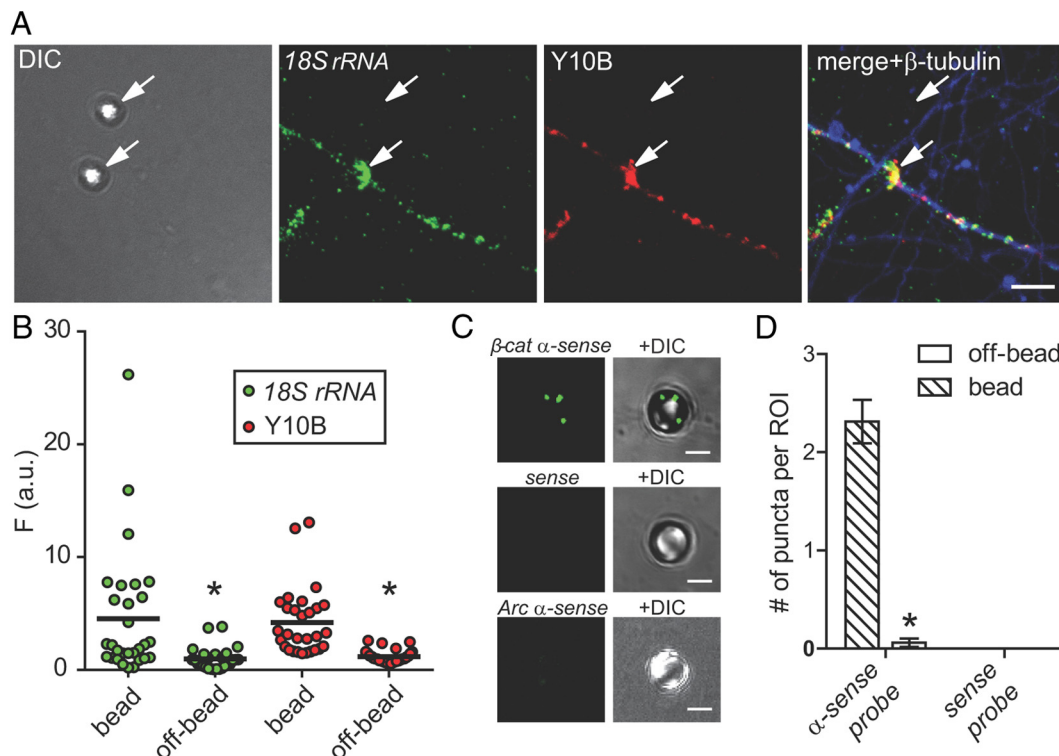 A
DIC
18S rRNA
Y10B
merge+β-tubulin
B
30
20
10
0
F (a.u.)
18S rRNA
Y10B
*
*
bead
off-bead
bead
off-bead
C
β-cat α-sense
+DIC
sense
+DIC
Arc α-sense
+DIC
D
3
2
1
0
# of puncta per ROI
off-bead
bead
*
α-sense
probe
sense
probe